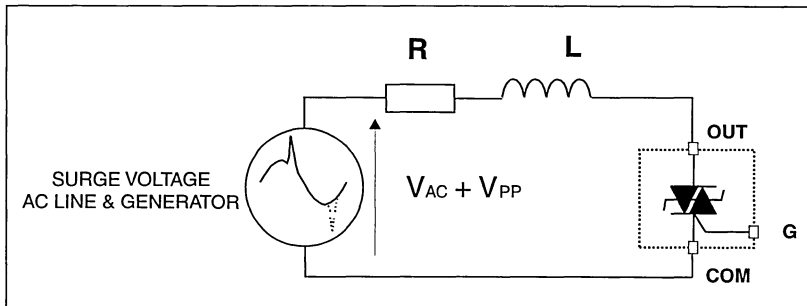 R
L
OUT
SURGE VOLTAGE
AC LINE & GENERATOR
VAC + VPP
G
COM